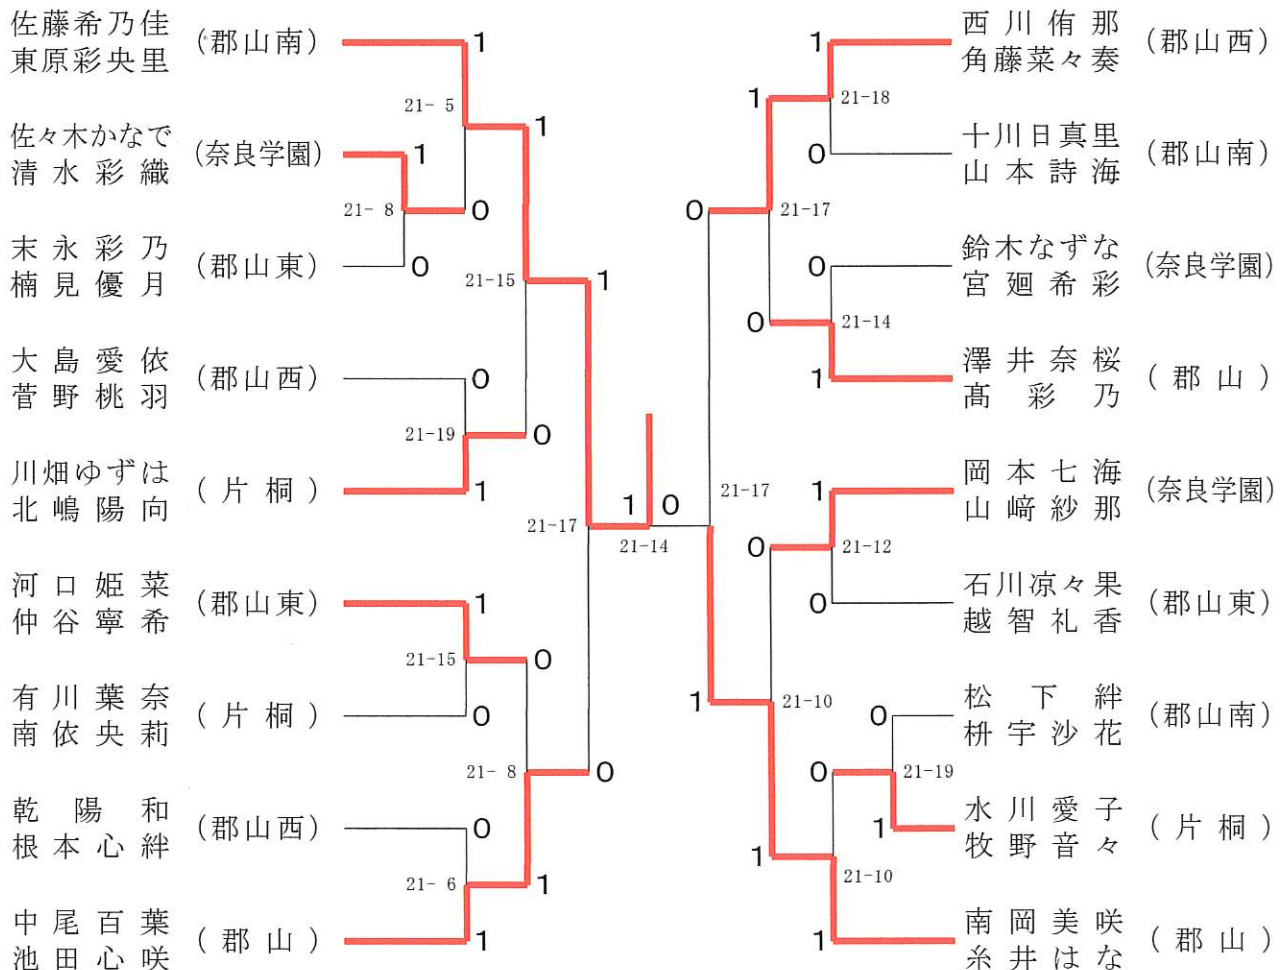 佐藤希乃佳
東原彩央里
(郡山南)
1
21- 5
1
佐々木かなで
清水彩織
(奈良学園)
1
21- 8
0
末永彩乃
楠見優月
(郡山東)
0
21-15
1
大島愛依
菅野桃羽
(郡山西)
0
21-19
0
川畑ゆずは
北嶋陽向
(片桐)
1
21-17
1
0
21-14
河口姫菜
仲谷寧希
(郡山東)
1
21-15
0
有川葉奈
南依央莉
(片桐)
0
21- 8
0
乾陽和
根本心絆
(郡山西)
0
21- 6
1
中尾百葉
池田心咲
(郡山)
1
西川侑那
角藤菜々奏
(郡山西)
1
1
21-18
十川日真里
山本詩海
(郡山南)
0
0
21-17
鈴木なずな
宮廻希彩
(奈良学園)
0
0
21-14
澤井奈桜
髙彩乃
(郡山)
1
21-17
岡本七海
山﨑紗那
(奈良学園)
1
0
21-12
石川凉々果
越智礼香
(郡山東)
0
1
21-10
松下絆
枡宇沙花
(郡山南)
0
0
21-19
水川愛子
牧野音々
(片桐)
1
1
21-10
南岡美咲
糸井はな
(郡山)
1